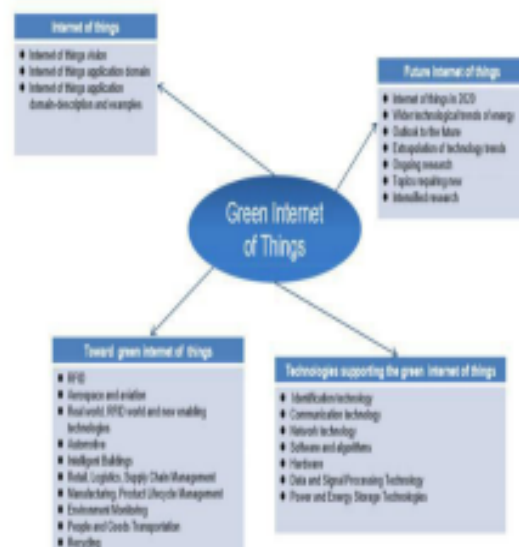 Internet of things
Internet of things vision
Internet of things application domain
Internet of things application
domain-description and examples
Future Internet of things
Internet of things in 2020
Wider technological trends of energy
Outlook to the future
Extrapolation of technology trends
Ongoing research
Topics requiring new
Intensified research
Green Internet
of Things
Toward green internet of things
RFID
Aerospace and aviation
Real world, RFID world and new enabling
technologies
Automotive
Intelligent Buildings
Retail, Logistics, Supply Chain Management
Manufacturing, Product Lifecycle Management
Environment Monitoring
People and Goods Transportation
Recycling
Technologies supporting the green internet of things
Identification technology
Communication technology
Network technology
Software and algorithms
Hardware
Data and Signal Processing Technology
Power and Energy Storage Technologies